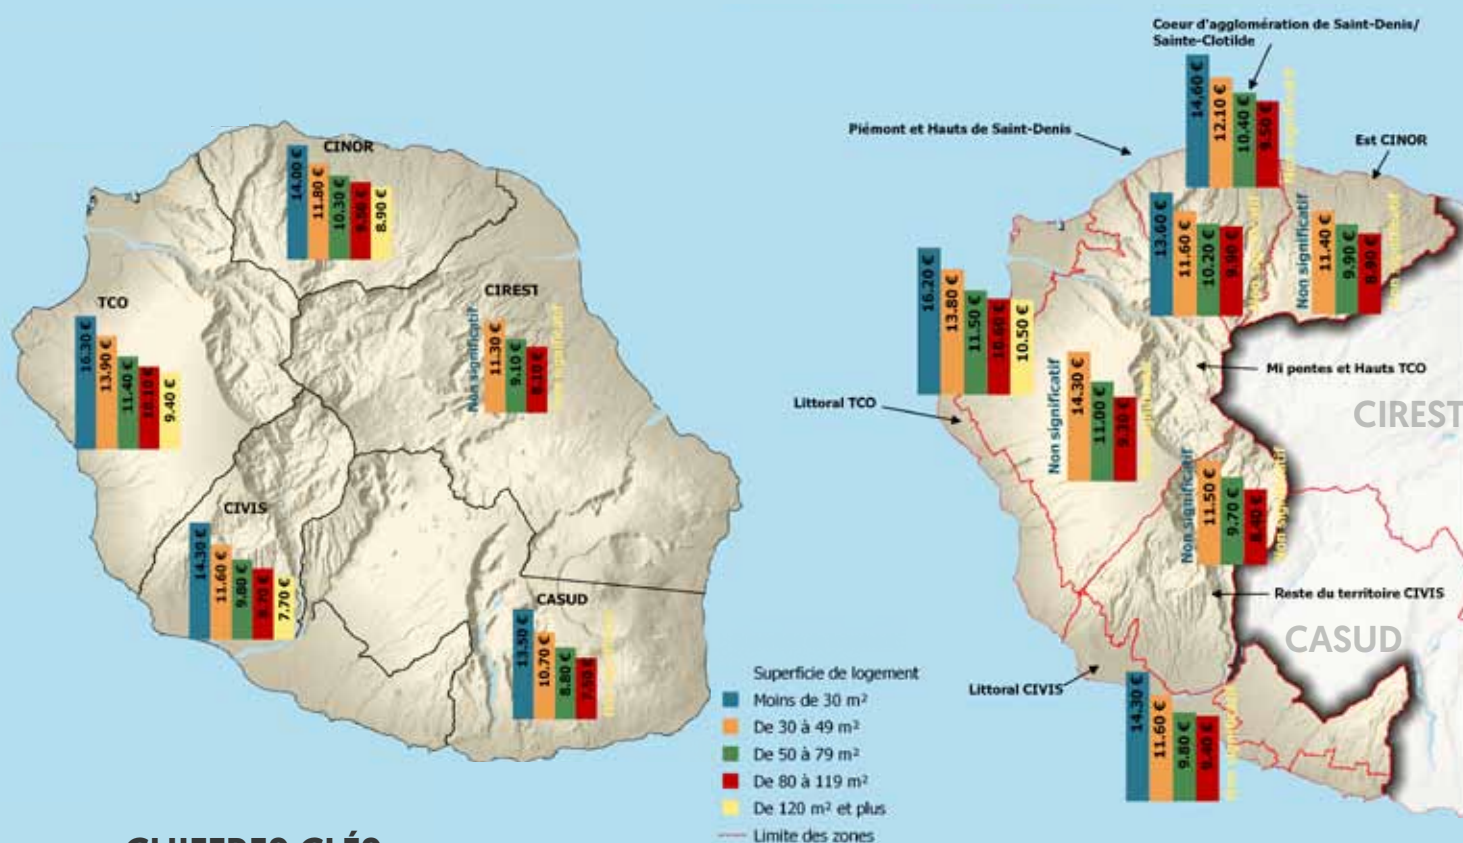 Coeur d'agglomération de Saint-Denis/
Sainte-Clotilde
Piémont et Hauts de Saint-Denis
Est CINOR
14,60 €
12.10 €
10.40 €
9.50 €
CINOR
14.00 €
11.80 €
10.30 €
8.90 €
13.60 €
11.60 €
10.20 €
9.90 €
Non significatif
11.40 €
9.90 €
8.90 €
TCO
16.30 €
13.90 €
11.40 €
10.10 €
9.40 €
CIREST
Non significatif
11.30 €
9.10 €
8.10 €
Non significatif
16.20 €
13.80 €
11.50 €
10.60 €
10.50 €
Littoral TCO
Non significatif
14.30 €
11.00 €
Mi pentes et Hauts TCO
CIREST
CIVIS
14.30 €
11.60 €
9.80 €
8.70 €
7.70 €
Non significatif
11.50 €
9.70 €
8.40 €
Non significatif
Reste du territoire CIVIS
CASUD
CASUD
13.50 €
10.70 €
8.80 €
Littoral CIVIS
14.30 €
11.60 €
9.80 €
Superficie de logement
Moins de 30 m²
De 30 à 49 m²
De 50 à 79 m²
De 80 à 119 m²
De 120 m² et plus
Limite des zones
CHIFFRES CLÉS